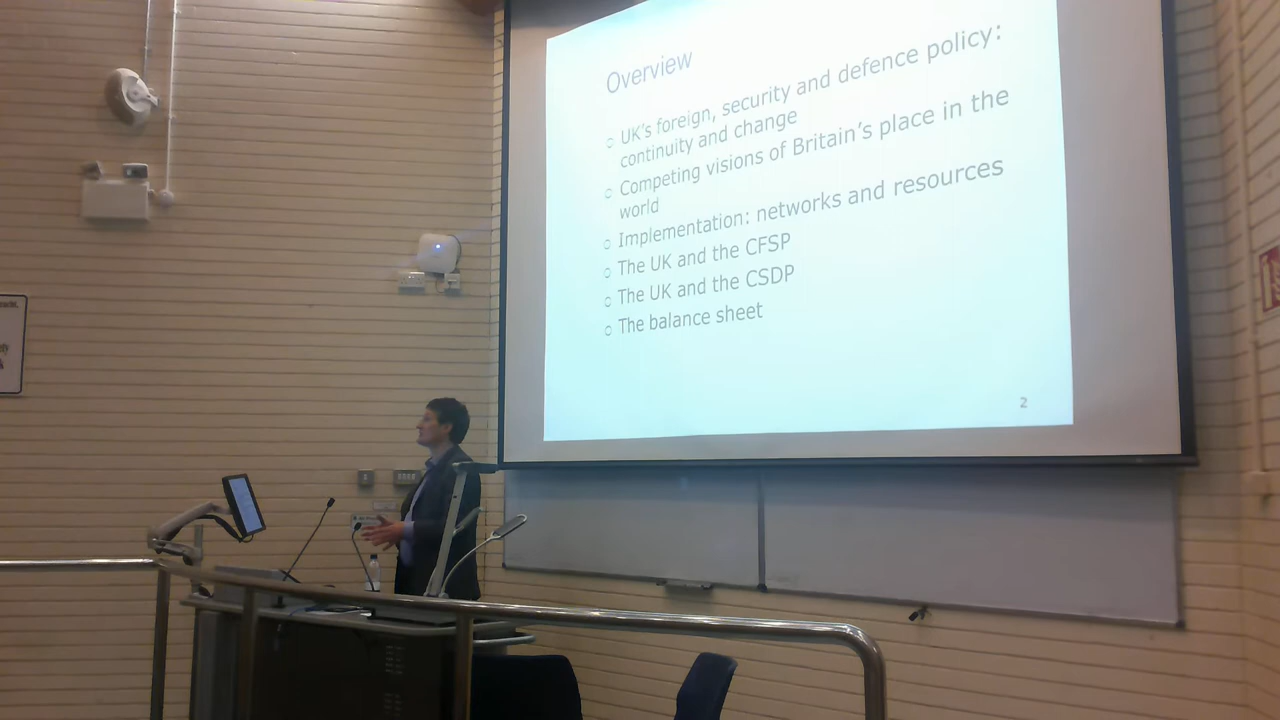 Overview
○ UK's foreign, security and defence policy:
continuity and change
○ Competing visions of Britain's place in the
world
○ Implementation: networks and resources
○ The UK and the CFSP
○ The UK and the CSDP
○ The balance sheet
2